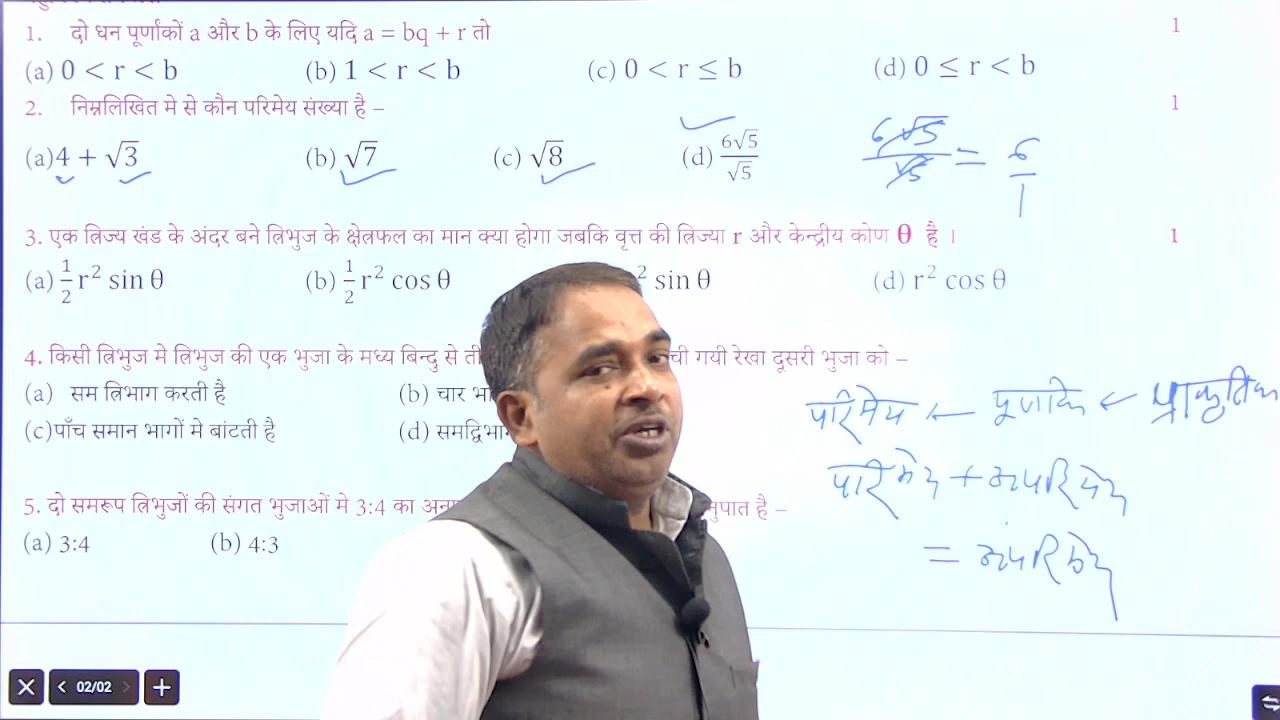 1. दो धन पूर्णांकों a और b के लिए यदि a = bq + r तो 1
(a) 0 < r < b (b) 1 < r < b (c) 0 < r ≤ b (d) 0 ≤ r < b
2. निम्नलिखित मे से कौन परिमेय संख्या है – 1
(a)4 + √3 (b) √7 (c) √8 (d) 6√5/√5 6√5/√5 = 6/1
3. एक त्रिज्य खंड के अंदर बने त्रिभुज के क्षेत्रफल का मान क्या होगा जबकि वृत्त की त्रिज्या r और केन्द्रीय कोण θ है । 1
(a) 1/2 r² sin θ (b) 1/2 r² cos θ ² sin θ (d) r² cos θ
4. किसी त्रिभुज मे त्रिभुज की एक भुजा के मध्य बिन्दु से ती ची गयी रेखा दूसरी भुजा को –
(a) सम त्रिभाग करती है (b) चार भा
परिमेय ← पूर्णांक ← प्राकृतिक
(c)पाँच समान भागों मे बांटती है (d) समद्विभाग
परिमेय + अपरिमेय
5. दो समरूप त्रिभुजों की संगत भुजाओं मे 3:4 का अनु नुपात है –
(a) 3:4 (b) 4:3
= अपरिमेय
02/02